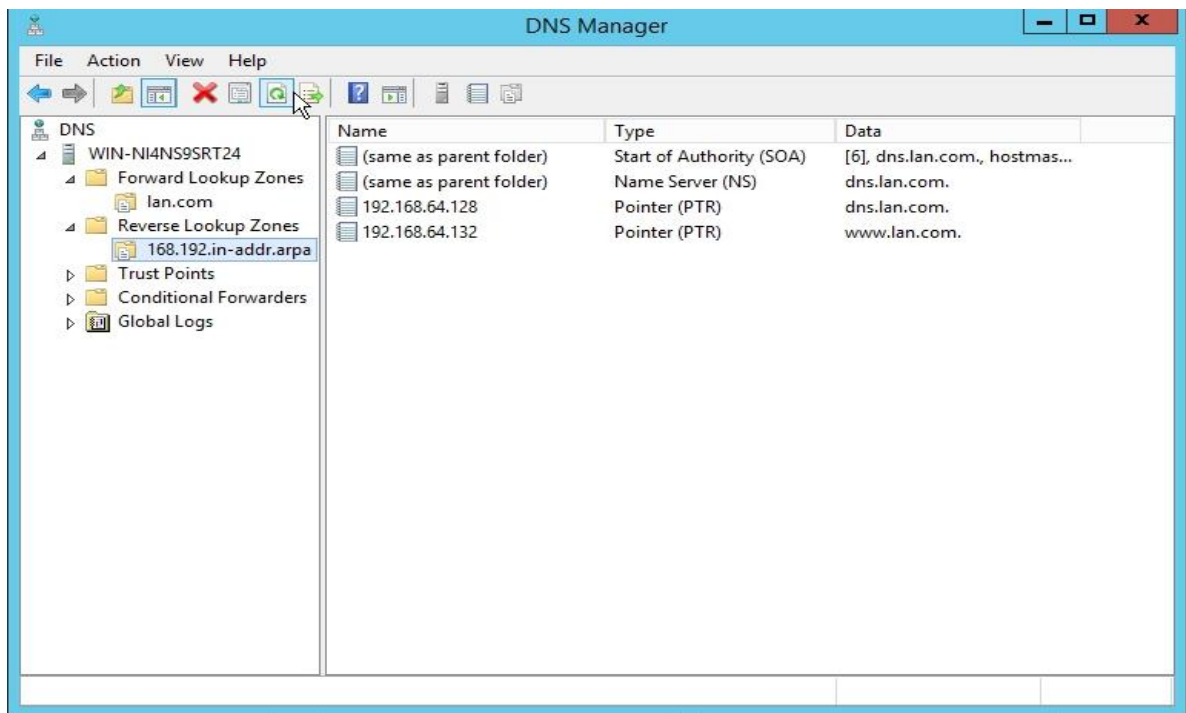 DNS Manager
File Action View Help
DNS
WIN-NI4NS9SRT24
Forward Lookup Zones
lan.com
Reverse Lookup Zones
168.192.in-addr.arpa
Trust Points
Conditional Forwarders
Global Logs
Name Type Data
(same as parent folder) Start of Authority (SOA) [6], dns.lan.com., hostmas...
(same as parent folder) Name Server (NS) dns.lan.com.
192.168.64.128 Pointer (PTR) dns.lan.com.
192.168.64.132 Pointer (PTR) www.lan.com.